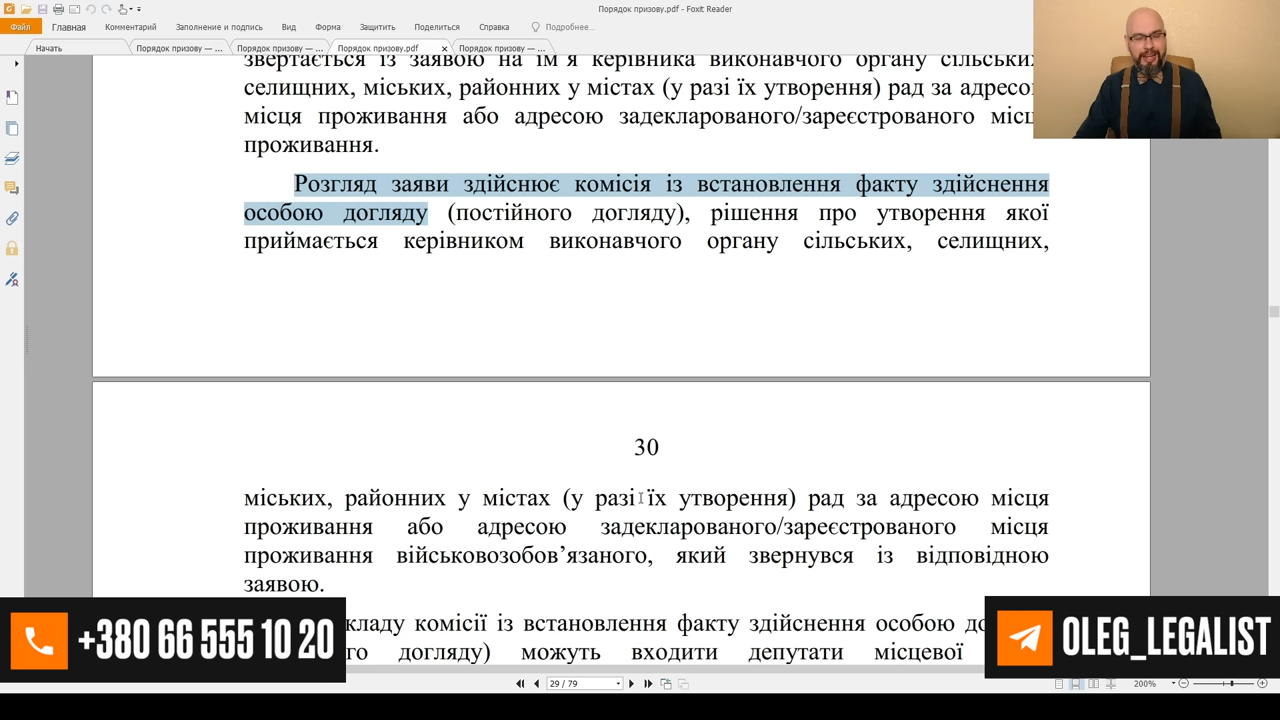 Порядок призову.pdf - Foxit Reader
Файл Главная Комментарий Заполнение и подпись Вид Форма Защитить Поделиться Справка Подробнее...
Начать Порядок призову — ... Порядок призову — ... Порядок призову.pdf Порядок призову — ...
звертається із заявою на ім'я керівника виконавчого органу сільських
селищних, міських, районних у містах (у разі їх утворення) рад за адресою
місця проживання або адресою задекларованого/зареєстрованого місц
проживання.
Розгляд заяви здійснює комісія із встановлення факту здійснення
особою догляду (постійного догляду), рішення про утворення якої
приймається керівником виконавчого органу сільських, селищних,
30
міських, районних у містах (у разі їх утворення) рад за адресою місця
проживання або адресою задекларованого/зареєстрованого місця
проживання військовозобов’язаного, який звернувся із відповідною
заявою.
кладу комісії із встановлення факту здійснення особою до
го догляду) можуть входити депутати місцевої
+380 66 555 10 20
OLEG_LEGALIST
29 / 79
200%